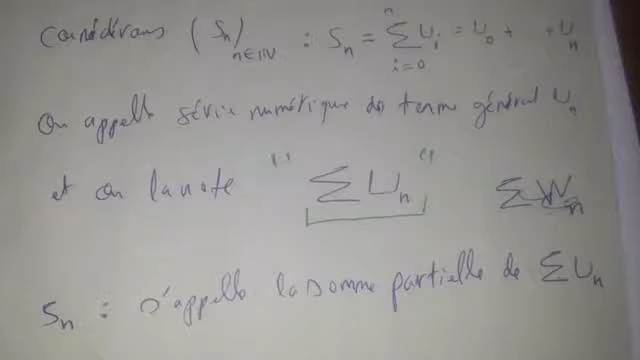 Considérons (Sn)n∈IN : Sn = ∑ᵢ₌₀ⁿ Ui = U0 + + Un
On appelle série numérique de terme général Un
et on la note " ∑Un " ∑Wn
Sn : s'appelle la somme partielle de ∑Un